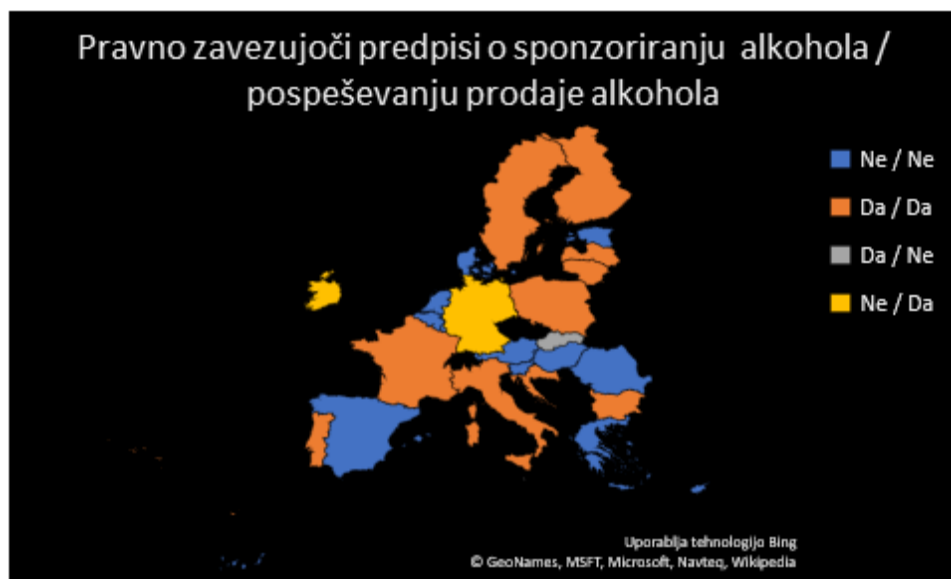 Pravno zavezujoči predpisi o sponzoriranju alkohola /
pospeševanju prodaje alkohola
Ne / Ne
Da / Da
Da / Ne
Ne / Da
Uporablja tehnologijo Bing
© GeoNames, MSFT, Microsoft, Navteq, Wikipedia